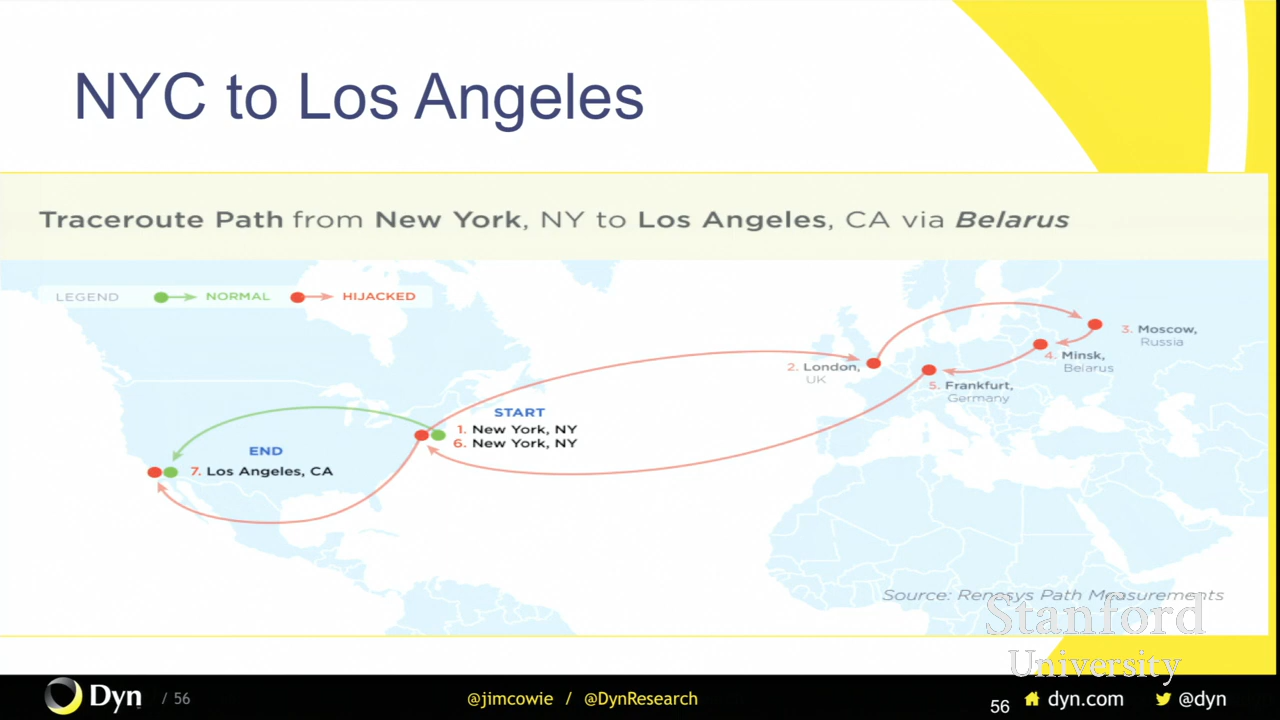 NYC to Los Angeles
Traceroute Path from New York, NY to Los Angeles, CA via Belarus
LEGEND NORMAL HIJACKED
3. Moscow,
Russia
4. Minsk,
Belarus
2. London,
UK
5. Frankfurt,
Germany
START
1. New York, NY
6. New York, NY
END
7. Los Angeles, CA
Source: Renesys Path Measurements
Stanford
University
Dyn / 56 @jimcowie / @DynResearch 56 dyn.com @dyn